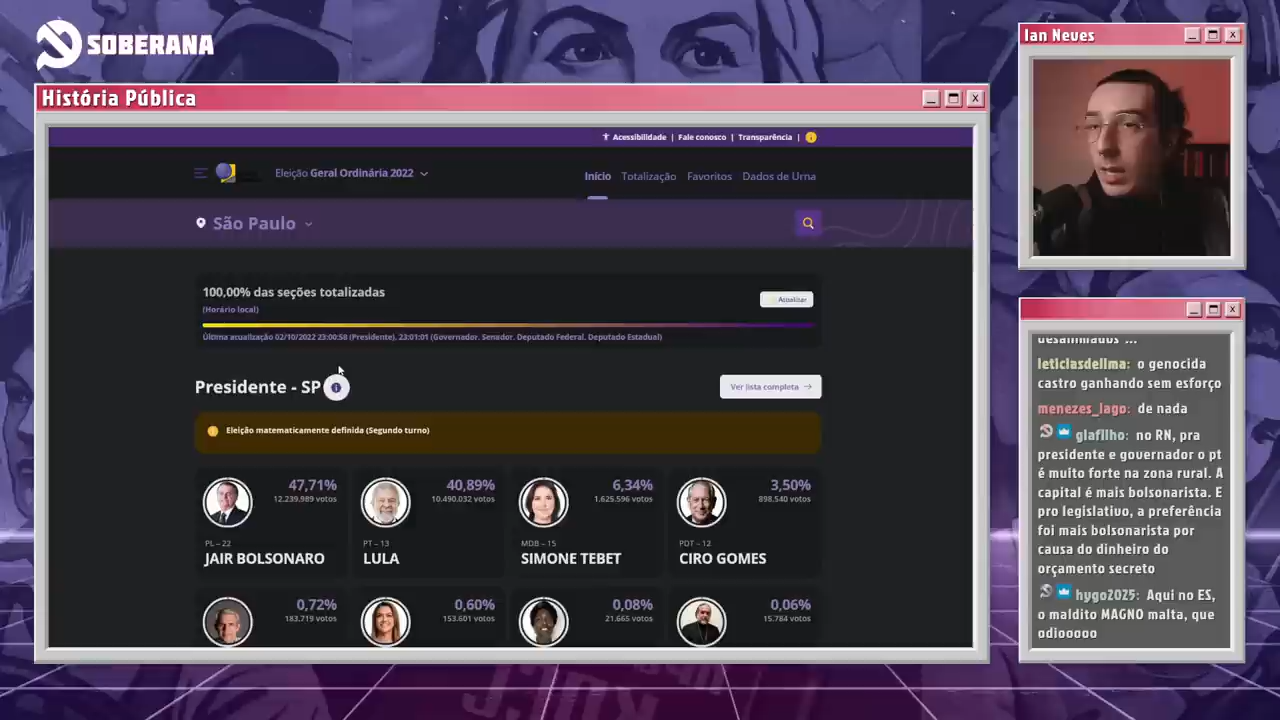 SOBERANA
História Pública
Acessibilidade | Fale conosco | Transparência |
Eleição Geral Ordinária 2022
Início Totalização Favoritos Dados de Urna
São Paulo
100,00% das seções totalizadas
(Horário local)
Atualizar
Última atualização 02/10/2022 23:00:58 (Presidente), 23:01:01 (Governador, Senador, Deputado Federal, Deputado Estadual)
Presidente - SP
Ver lista completa
Eleição matematicamente definida (Segundo turno)
47,71%
12.239.989 votos
PL – 22
JAIR BOLSONARO
40,89%
10.490.032 votos
PT – 13
LULA
6,34%
1.625.596 votos
MDB – 15
SIMONE TEBET
3,50%
898.540 votos
PDT – 12
CIRO GOMES
0,72%
183.719 votos
0,60%
153.601 votos
0,08%
21.665 votos
0,06%
15.784 votos
Ian Neves
desanimados ...
leticiasdelima: o genocida
castro ganhando sem esforço
menezes_iago: de nada
glafilho: no RN, pra
presidente e governador o pt
é muito forte na zona rural. A
capital é mais bolsonarista. E
pro legislativo, a preferência
foi mais bolsonarista por
causa do dinheiro do
orçamento secreto
hygo2025: Aqui no ES,
o maldito MAGNO malta, que
odiooooo